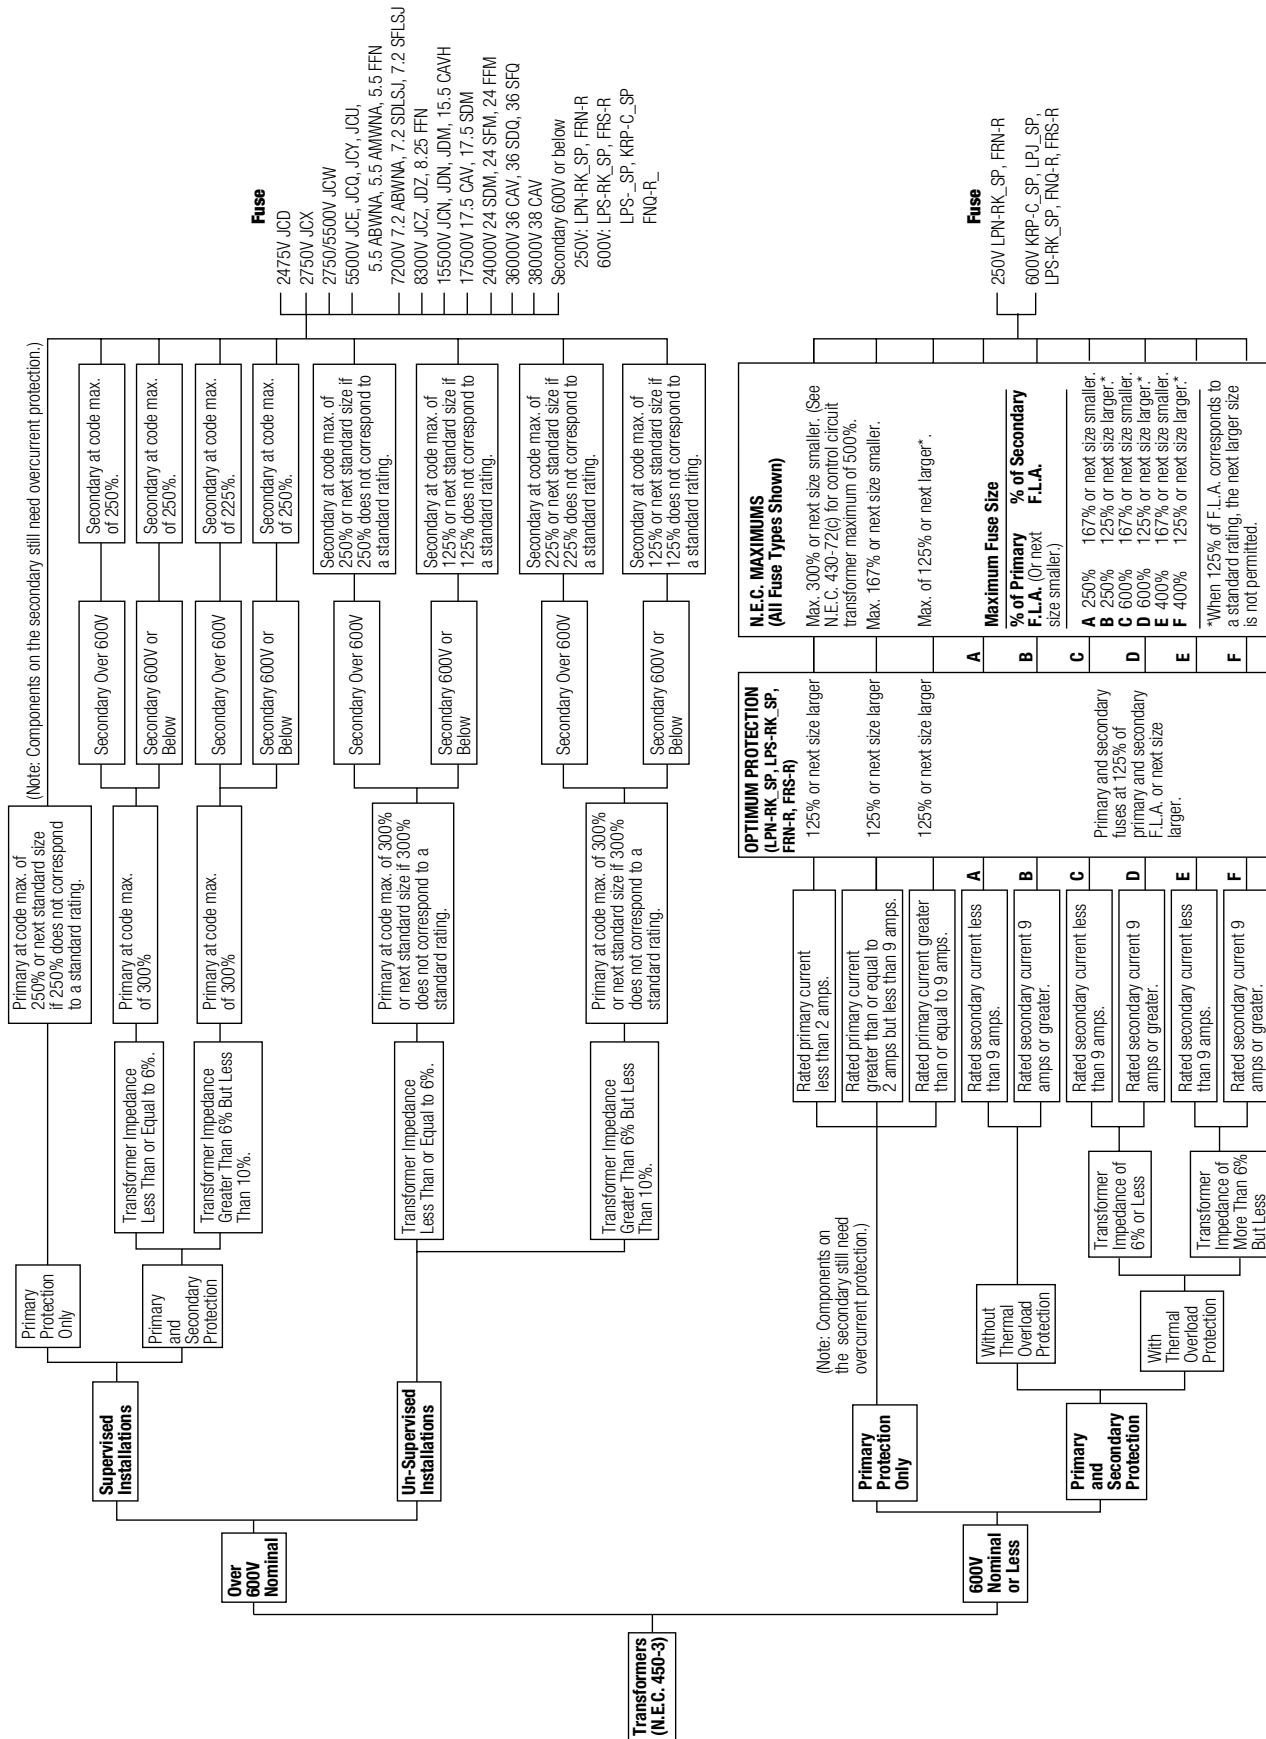 Transformers
(N.E.C. 450-3)
Over
600V
Nominal
Supervised
Installations
Primary
Protection
Only
Primary at code max. of
250% or next standard size
if 250% does not correspond
to a standard rating.
(Note: Components on the secondary still need overcurrent protection.)
Primary
and
Secondary
Protection
Transformer Impedance
Less Than or Equal to 6%.
Primary at code max.
of 300%
Secondary Over 600V
Secondary at code max.
of 250%.
Secondary 600V or
Below
Secondary at code max.
of 250%.
Transformer Impedance
Greater Than 6% But Less
Than 10%.
Primary at code max.
of 300%
Secondary Over 600V
Secondary at code max.
of 225%.
Secondary 600V or
Below
Secondary at code max.
of 250%.
Un-Supervised
Installations
Transformer Impedance
Less Than or Equal to 6%.
Primary at code max. of 300%
or next standard size if 300%
does not correspond to a
standard rating.
Secondary Over 600V
Secondary at code max. of
250% or next standard size if
250% does not correspond to
a standard rating.
Secondary 600V or
Below
Secondary at code max. of
125% or next standard size if
125% does not correspond to
a standard rating.
Transformer Impedance
Greater Than 6% But Less
Than 10%.
Primary at code max. of 300%
or next standard size if 300%
does not correspond to a
standard rating.
Secondary Over 600V
Secondary at code max. of
225% or next standard size if
225% does not correspond to
a standard rating.
Secondary 600V or
Below
Secondary at code max. of
125% or next standard size if
125% does not correspond to
a standard rating.
Fuse
2475V JCD
2750V JCX
2750/5500V JCW
5500V JCE, JCQ, JCY, JCU,
5.5 ABWNA, 5.5 AMWNA, 5.5 FFN
7200V 7.2 ABWNA, 7.2 SDLSJ, 7.2 SFLSJ
8300V JCZ, JDZ, 8.25 FFN
15500V JCN, JDN, JDM, 15.5 CAVH
17500V 17.5 CAV, 17.5 SDM
24000V 24 SDM, 24 SFM, 24 FFM
36000V 36 CAV, 36 SDQ, 36 SFQ
38000V 38 CAV
Secondary 600V or below
250V: LPN-RK_SP, FRN-R
600V: LPS-RK_SP, FRS-R
LPS-_SP, KRP-C_SP
FNQ-R_
600V
Nominal
or Less
Primary
Protection
Only
(Note: Components on
the secondary still need
overcurrent protection.)
Rated primary current
less than 2 amps.
Rated primary current
greater than or equal to
2 amps but less than 9 amps.
Rated primary current greater
than or equal to 9 amps.
Primary
and
Secondary
Protection
Without
Thermal
Overload
Protection
Rated secondary current less
than 9 amps.
A
Rated secondary current 9
amps or greater.
B
With
Thermal
Overload
Protection
Transformer
Impedance of
6% or Less
Rated secondary current less
than 9 amps.
C
Rated secondary current 9
amps or greater.
D
Transformer
Impedance of
More Than 6%
But Less
Rated secondary current less
than 9 amps.
E
Rated secondary current 9
amps or greater.
F
OPTIMUM PROTECTION
(LPN-RK_SP, LPS-RK_SP,
FRN-R, FRS-R)
125% or next size larger
125% or next size larger
125% or next size larger
Primary and secondary
fuses at 125% of
primary and secondary
F.L.A. or next size
larger.
A
B
C
D
E
F
N.E.C. MAXIMUMS
(All Fuse Types Shown)
Max. 300% or next size smaller. (See
N.E.C. 430-72(c) for control circuit
transformer maximum of 500%.
Max. 167% or next size smaller.
Max. of 125% or next larger*.
Maximum Fuse Size
% of Primary % of Secondary
F.L.A. (Or next F.L.A.
size smaller.)
A 250% 167% or next size smaller.
B 250% 125% or next size larger.*
C 600% 167% or next size smaller.
D 600% 125% or next size larger.*
E 400% 167% or next size smaller.
F 400% 125% or next size larger.*
*When 125% of F.L.A. corresponds to
a standard rating, the next larger size
is not permitted.
Fuse
250V LPN-RK_SP, FRN-R
600V KRP-C_SP, LPJ_SP,
LPS-RK_SP, FNQ-R, FRS-R